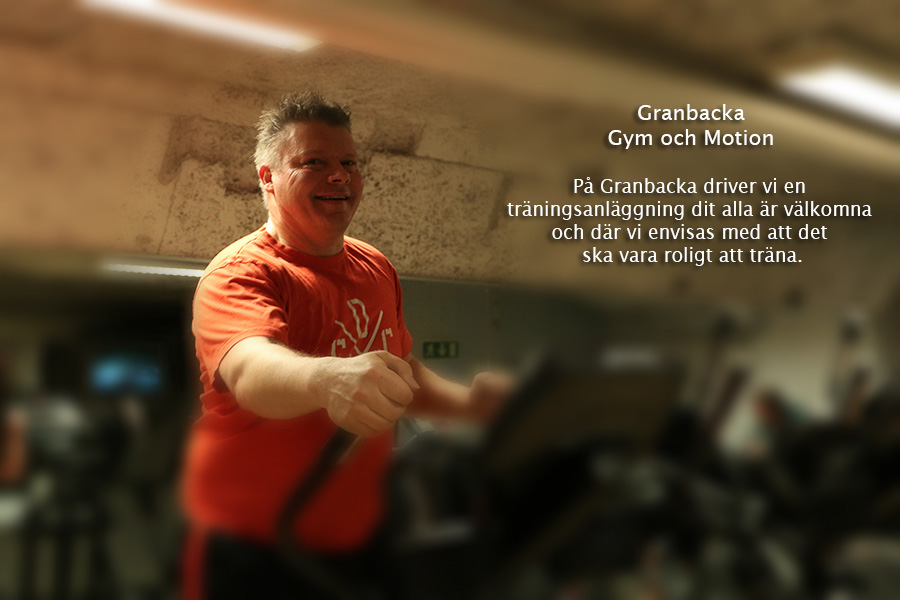 Granbacka
Gym och Motion
På Granbacka driver vi en
träningsanläggning dit alla är välkomna
och där vi envisas med att det
ska vara roligt att träna.